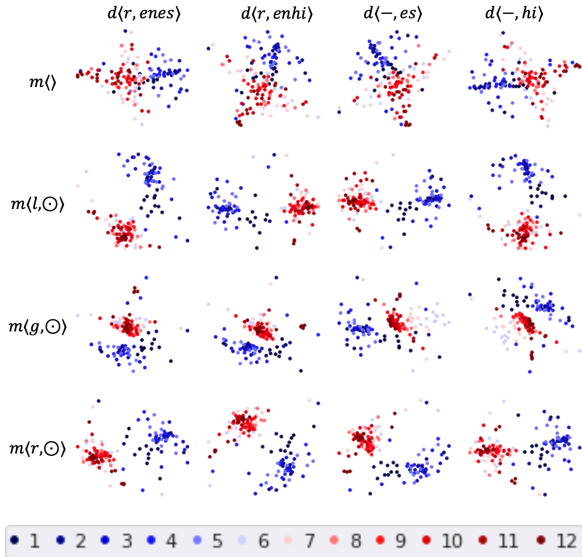 d⟨r, enes⟩ d⟨r, enhi⟩ d⟨−, es⟩ d⟨−, hi⟩
m⟨⟩
m⟨l,⊙⟩
m⟨g,⊙⟩
m⟨r,⊙⟩
1 2 3 4 5 6 7 8 9 10 11 12